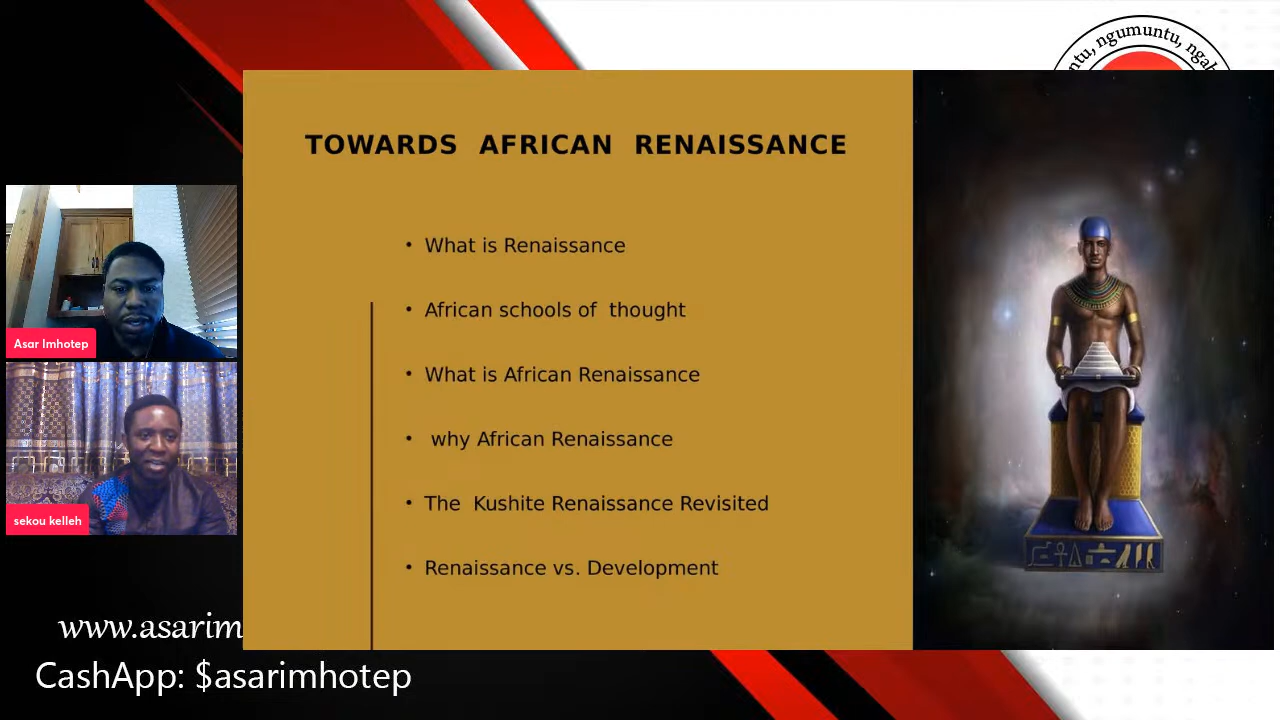 ngumuntu,
TOWARDS AFRICAN RENAISSANCE
• What is Renaissance
• African schools of thought
• What is African Renaissance
• why African Renaissance
• The Kushite Renaissance Revisited
• Renaissance vs. Development
Asar Imhotep
sekou kelleh
www.asarim
CashApp: $asarimhotep